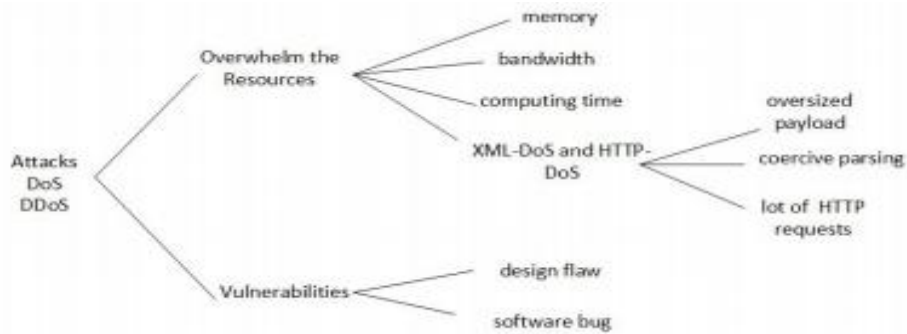 memory
Overwhelm the
Resources
bandwidth
computing time
XML-DoS and HTTP-
DoS
oversized
payload
coercive parsing
lot of HTTP
requests
Attacks
DoS
DDoS
Vulnerabilities
design flaw
software bug